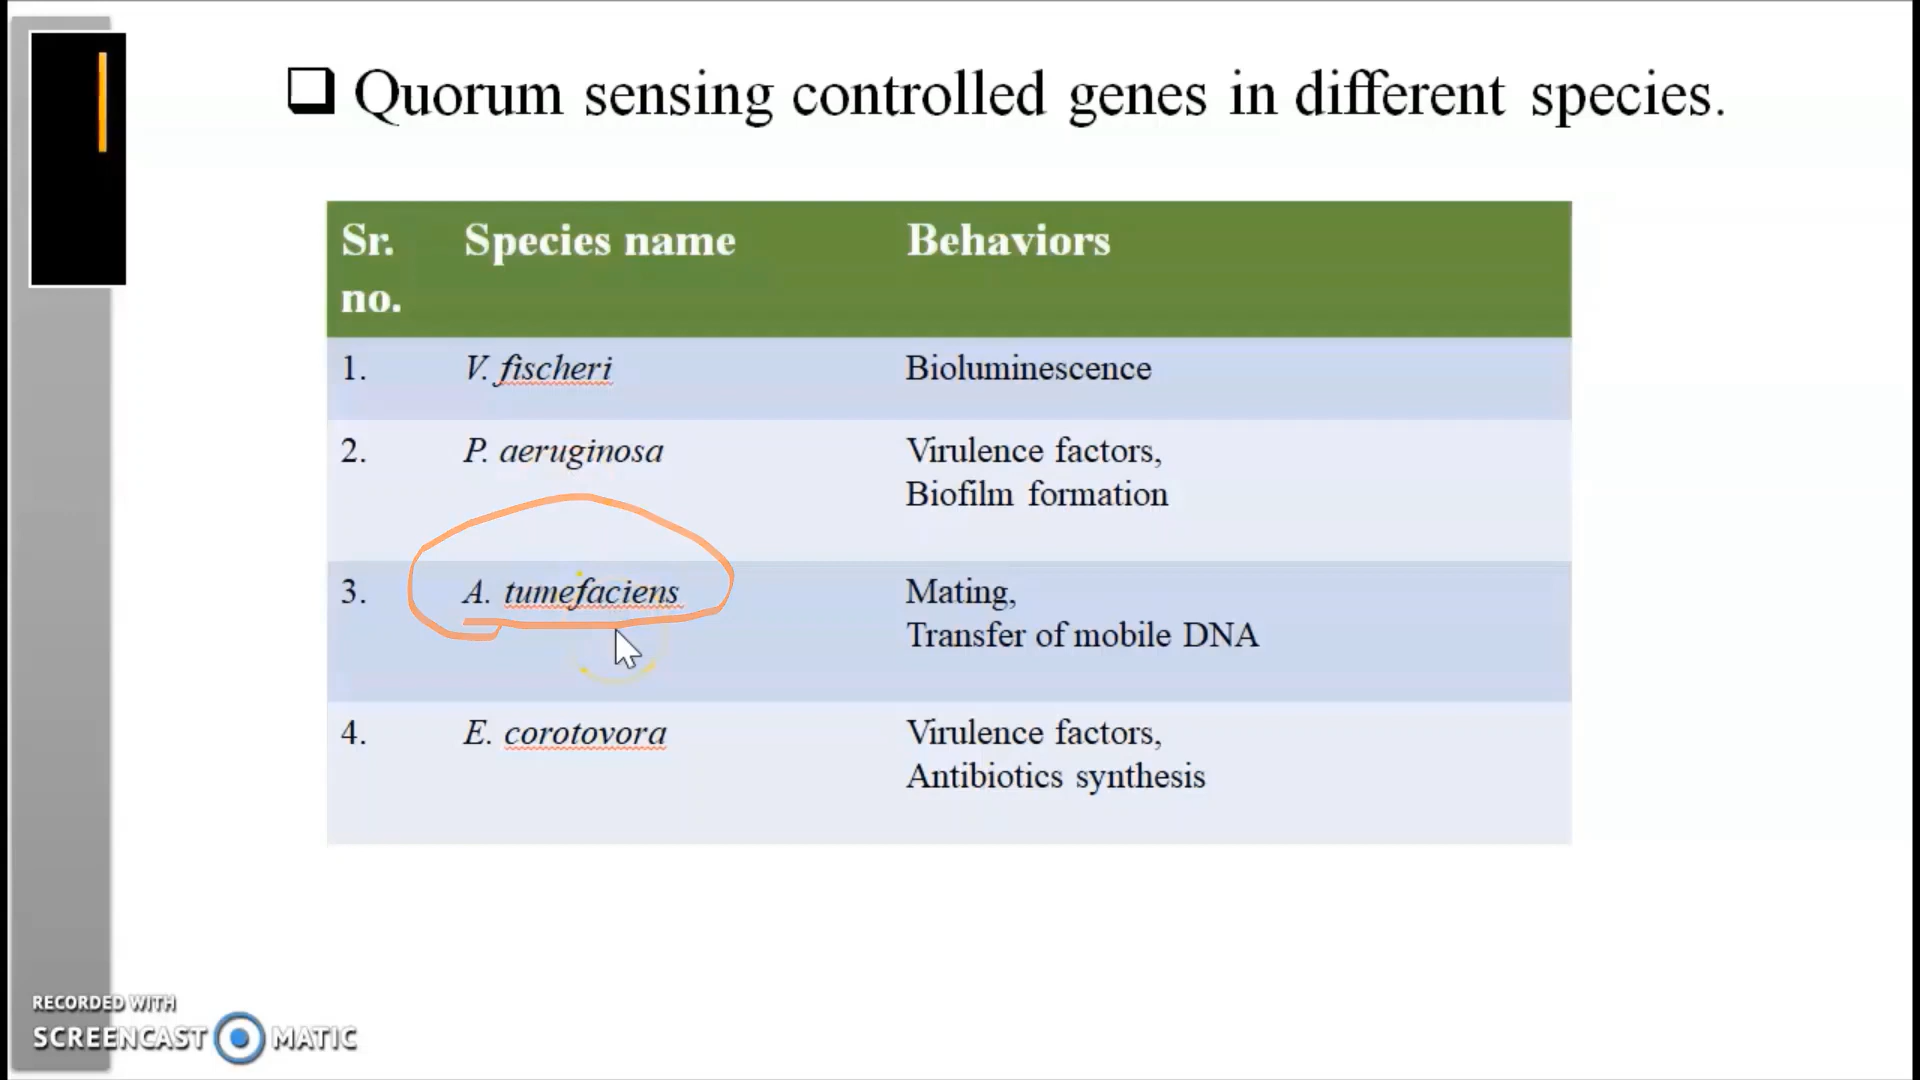 ❑ Quorum sensing controlled genes in different species.
Sr. no. Species name Behaviors
1. V. fischeri Bioluminescence
2. P. aeruginosa Virulence factors,
Biofilm formation
3. A. tumefaciens Mating,
Transfer of mobile DNA
4. E. corotovora Virulence factors,
Antibiotics synthesis
RECORDED WITH
SCREENCAST MATIC